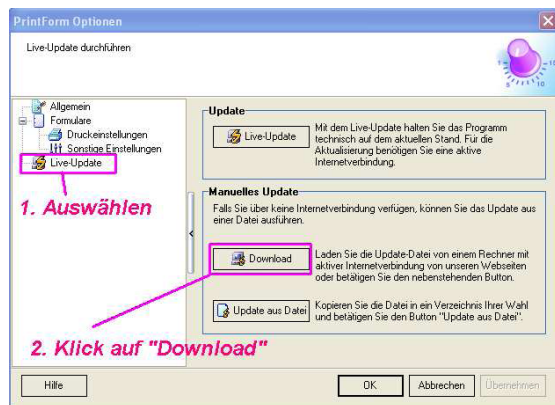 PrintForm Optionen
Live-Update durchführen
Allgemein
Formulare
Druckeinstellungen
Sonstige Einstellungen
Live-Update
1. Auswählen
2. Klick auf "Download"
Update
Live-Update
Mit dem Live-Update halten Sie das Programm
technisch auf dem aktuellen Stand. Für die
Aktualisierung benötigen Sie eine aktive
Internetverbindung.
Manuelles Update
Falls Sie über keine Internetverbindung verfügen, können Sie das Update aus
einer Datei ausführen.
Download
Laden Sie die Update-Datei von einem Rechner mit
aktiver Internetverbindung von unseren Webseiten
oder betätigen Sie den nebenstehenden Button.
Update aus Datei
Kopieren Sie die Datei in ein Verzeichnis Ihrer Wahl
und betätigen Sie den Button "Update aus Datei".
Hilfe
OK
Abbrechen
Übernehmen